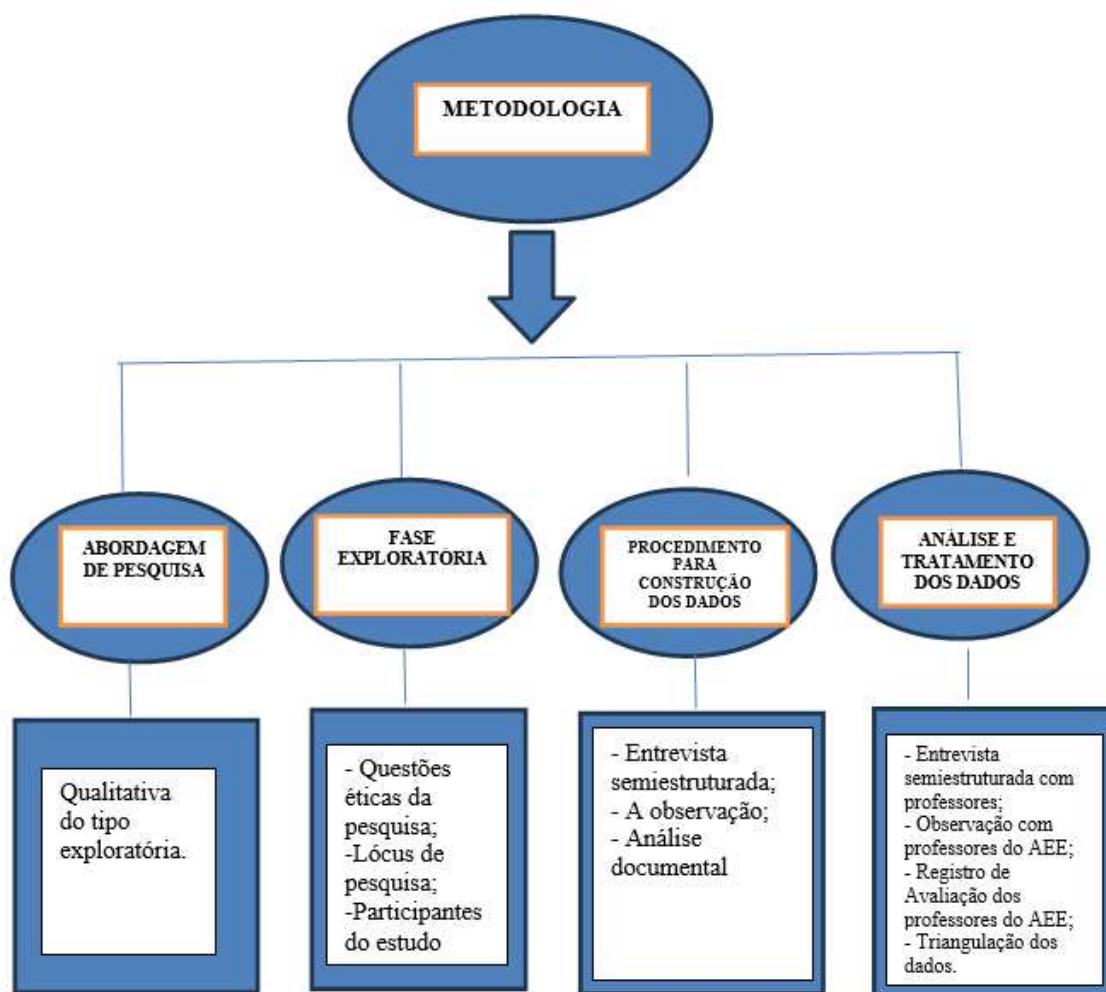 METODOLOGIA
ABORDAGEM
DE PESQUISA
FASE
EXPLORATÓRIA
PROCEDIMENTO
PARA
CONSTRUÇÃO
DOS DADOS
ANÁLISE E
TRATAMENTO
DOS DADOS
Qualitativa
do tipo
exploratória.
- Questões
éticas da
pesquisa;
-Lócus de
pesquisa;
-Participantes
do estudo
- Entrevista
semiestruturada;
- A observação;
- Análise
documental
- Entrevista
semiestruturada com
professores;
- Observação com
professores do AEE;
- Registro de
Avaliação dos
professores do AEE;
- Triangulação dos
dados.